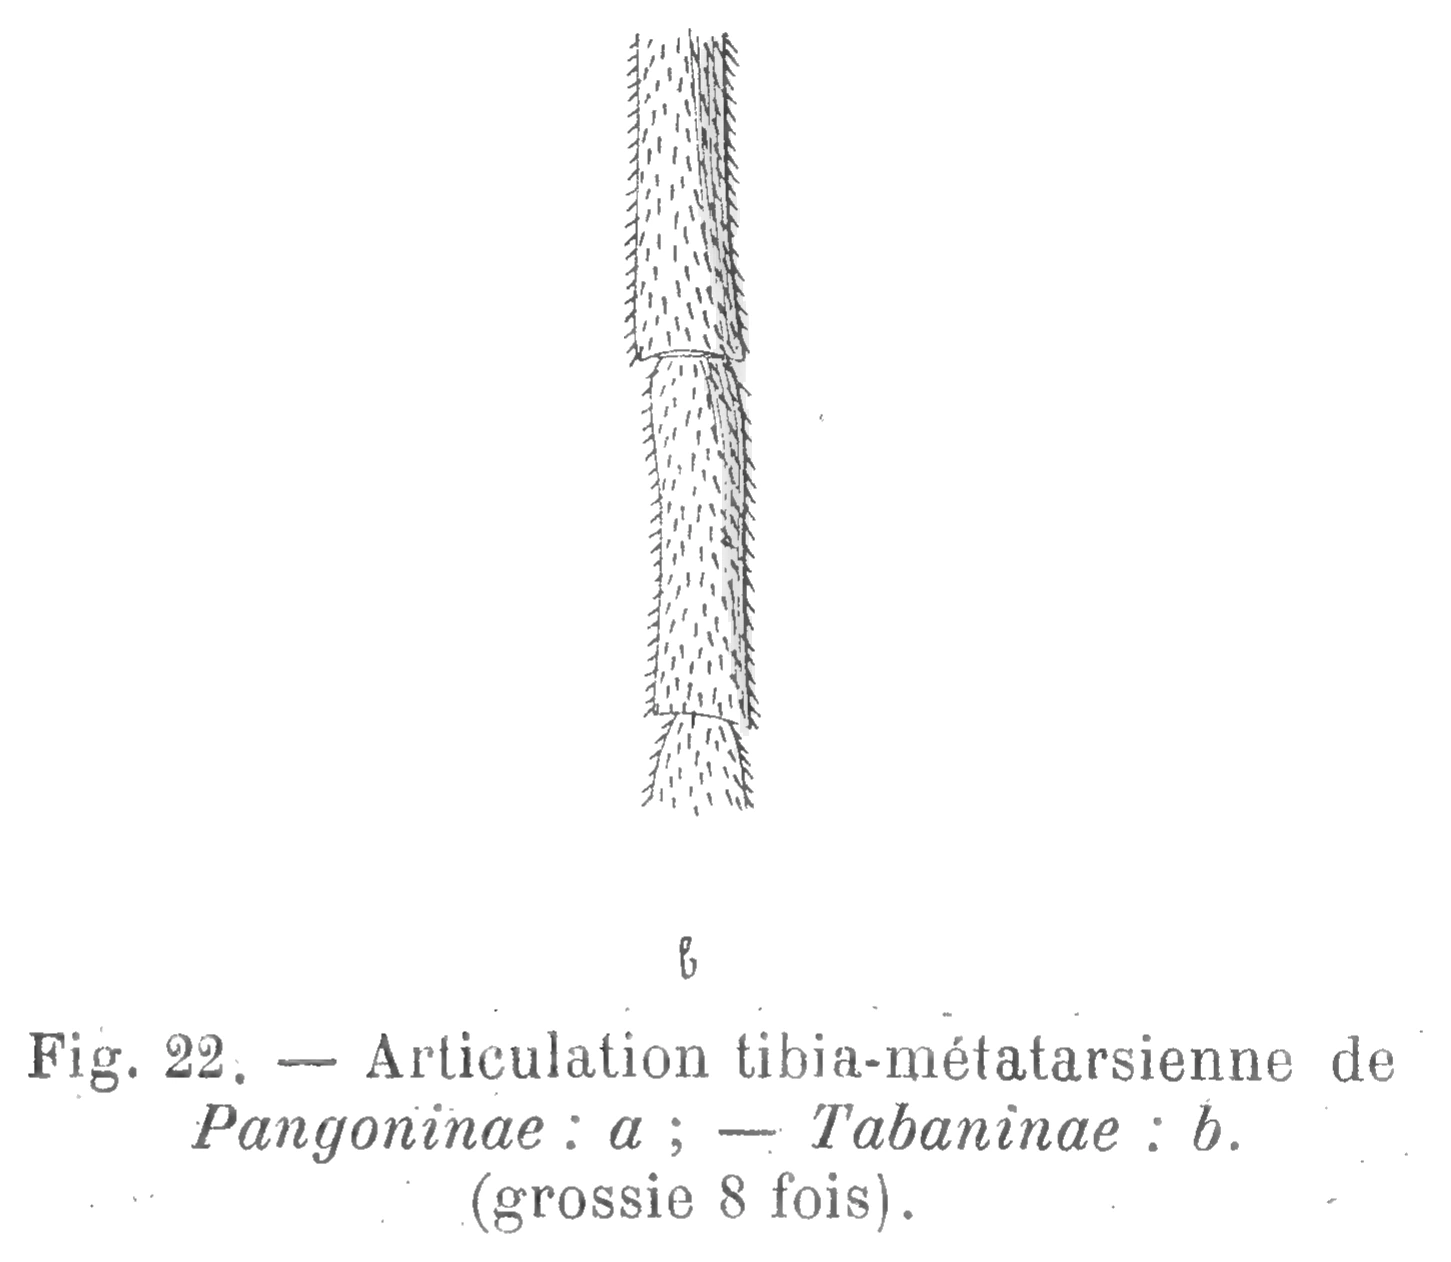 b
Fig. 22. — Articulation tibia-métatarsienne de
Pangoninae : a ; — Tabaninae : b.
(grossie 8 fois).